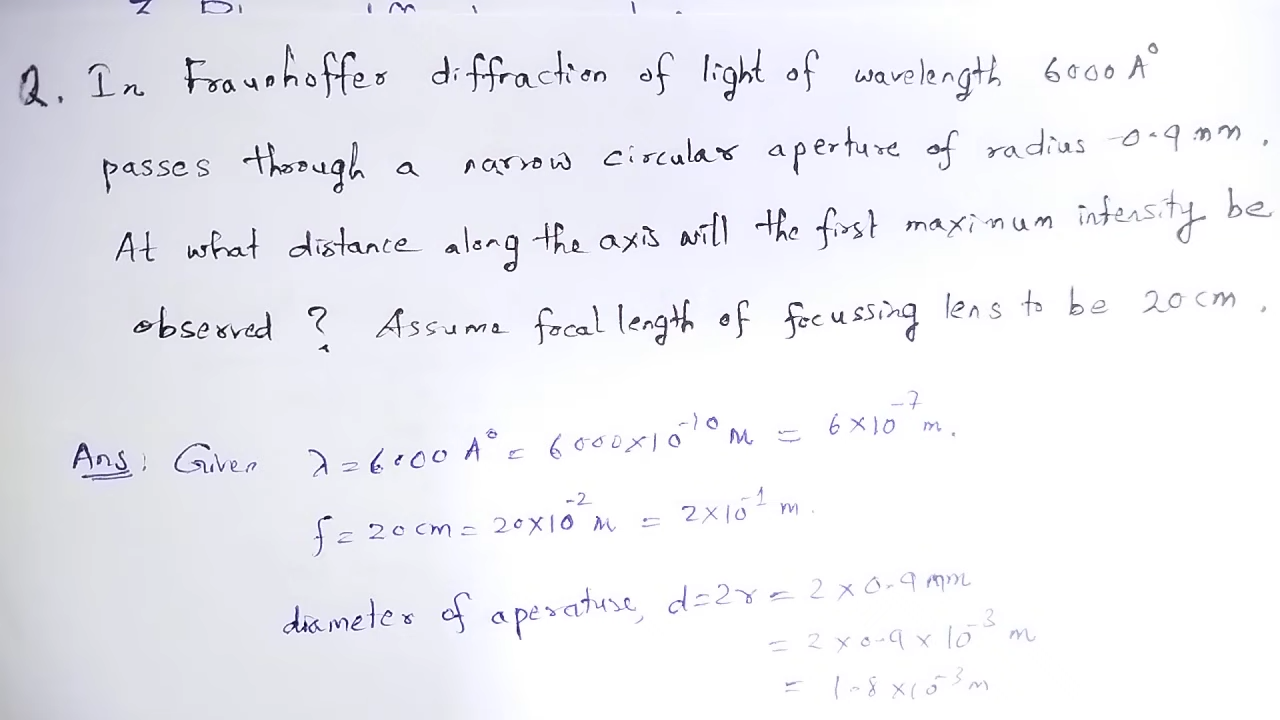 Q. In Fraunhoffer diffraction of light of wavelength 6000 A°
passes through a narrow circular aperture of radius 0.9 mm.
At what distance along the axis will the first maximum intensity be
observed ? Assume focal length of focussing lens to be 20 cm.
Ans: Given λ = 6000 A° = 6000×10⁻¹⁰ m = 6×10⁻⁷ m.
f = 20 cm = 20×10⁻² m = 2×10⁻¹ m.
diameter of aperature, d=2r = 2 × 0.9 mm
= 2 × 0.9 × 10⁻³ m
= 1.8 ×10⁻³ m